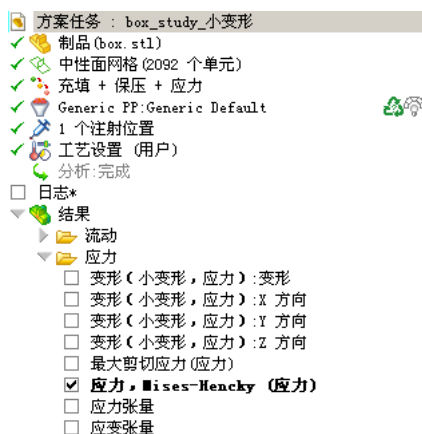 方案任务 : box_study_小变形
制品(box.stl)
中性面网格(2092 个单元)
充填 + 保压 + 应力
Generic PP:Generic Default
1 个注射位置
工艺设置 (用户)
分析:完成
日志*
结果
流动
应力
变形(小变形,应力):变形
变形(小变形,应力):X 方向
变形(小变形,应力):Y 方向
变形(小变形,应力):Z 方向
最大剪切应力(应力)
应力,Mises-Hencky (应力)
应力张量
应变张量